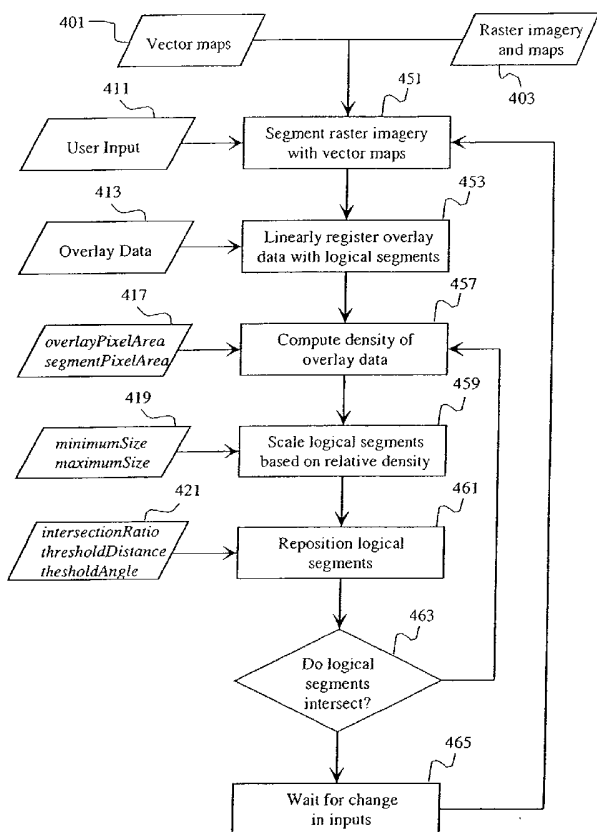 401
Vector maps
Raster imagery
and maps
403
411
451
User Input
Segment raster imagery
with vector maps
413
453
Overlay Data
Linearly register overlay
data with logical segments
417
457
overlayPixelArea
segmentPixelArea
Compute density of
overlay data
419
459
minimumSize
maximumSize
Scale logical segments
based on relative density
421
461
intersectionRatio
thresholdDistance
thesholdAngle
Reposition logical
segments
463
Do logical
segments
intersect?
465
Wait for change
in inputs